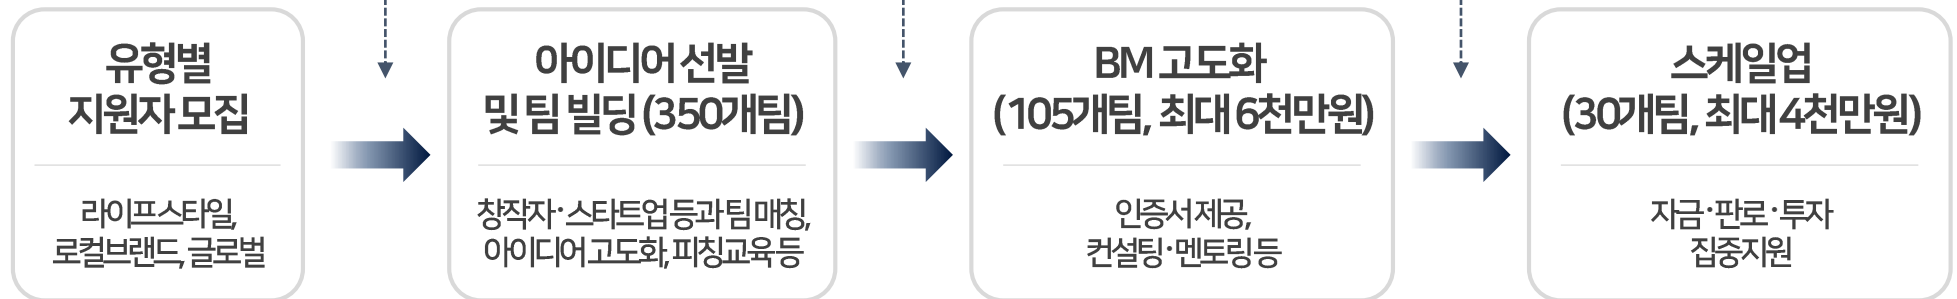 유형별
지원자 모집
라이프스타일,
로컬브랜드, 글로벌
아이디어 선발
및 팀 빌딩 (350개팀)
창작자·스타트업 등과 팀 매칭,
아이디어 고도화, 피칭교육 등
BM 고도화
(105개팀, 최대 6천만원)
인증서 제공,
컨설팅·멘토링 등
스케일업
(30개팀, 최대 4천만원)
자금·판로·투자
집중지원